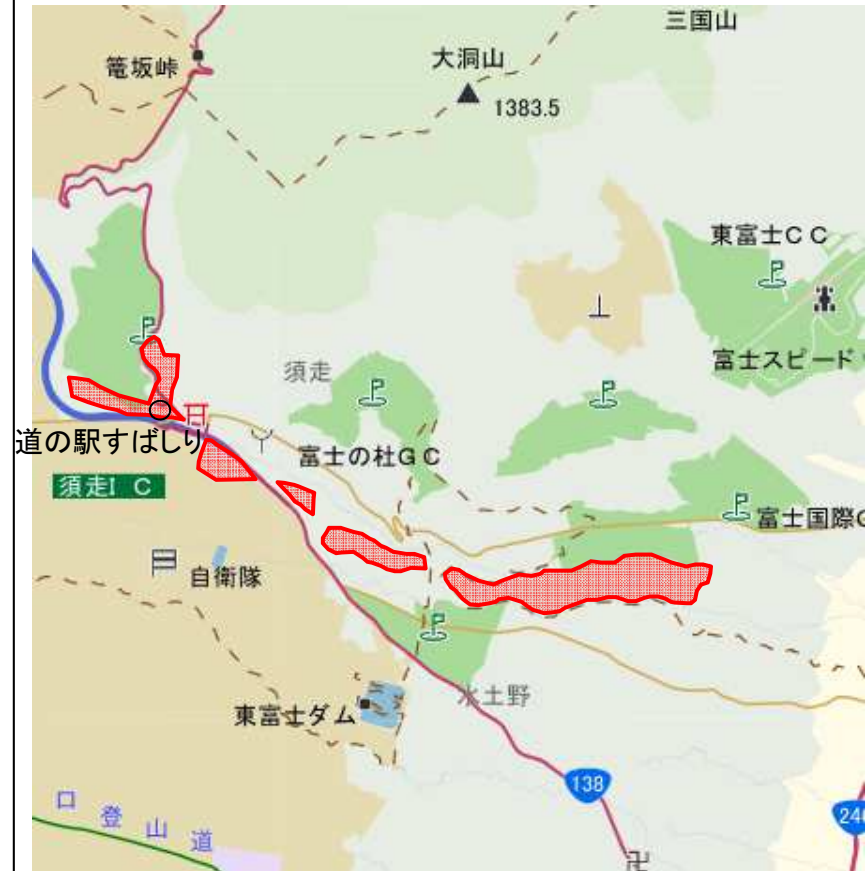 三国山
篭坂峠
大洞山
1383.5
東富士CC
富士スピード
須走
道の駅すばしり
富士の杜GC
須走I C
富士国際G
自衛隊
水土野
東富士ダム
138
246
口登山道